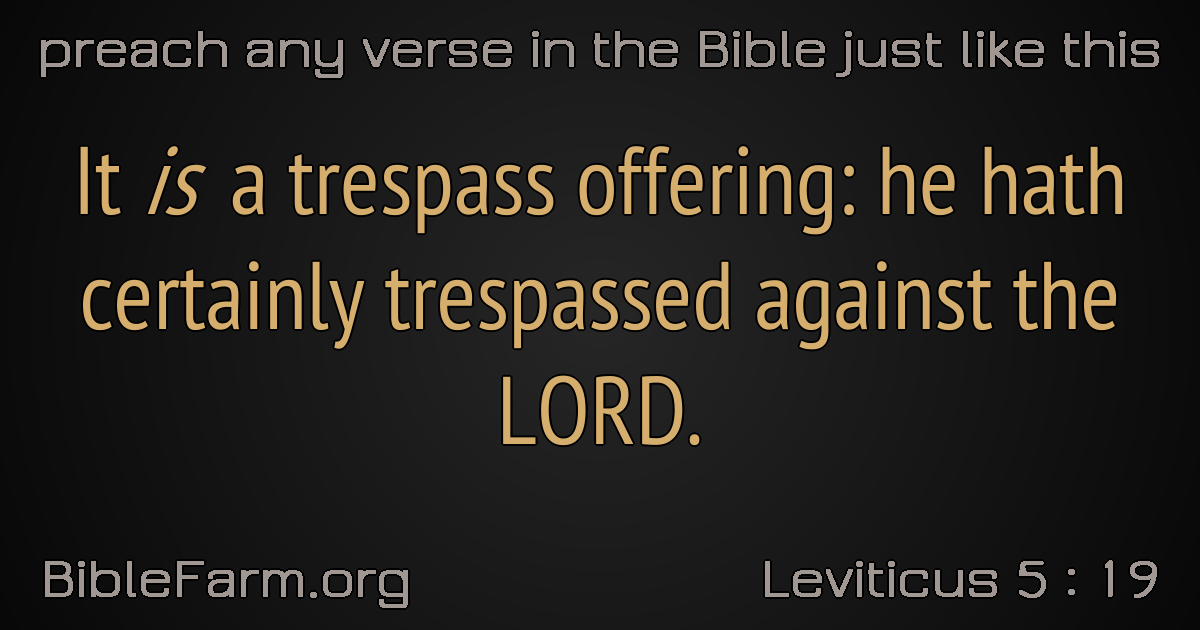 preach any verse in the Bible just like this
It is a trespass offering: he hath
certainly trespassed against the
LORD.
BibleFarm.org
Leviticus 5 : 19